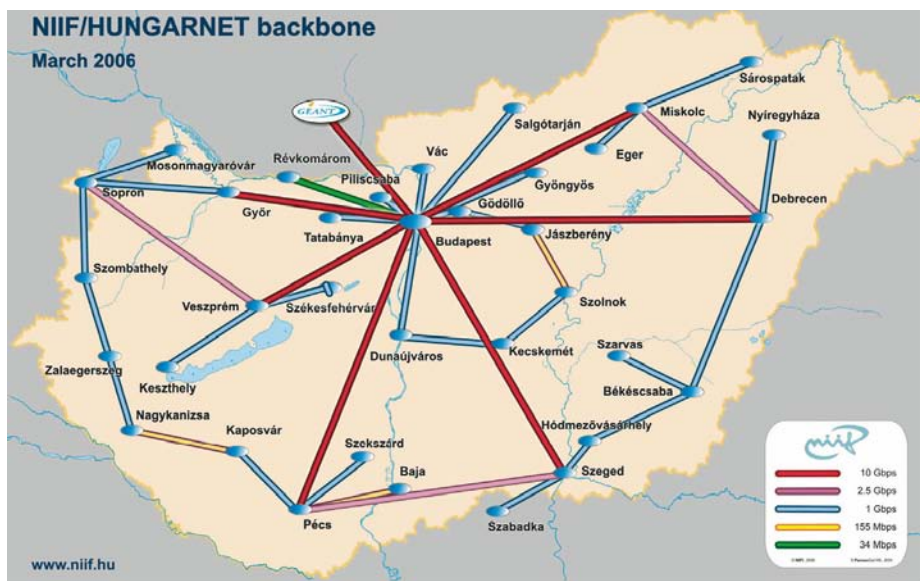 NIIF/HUNGARNET backbone
March 2006
GÉANT
Sárospatak
Miskolc
Salgótarján
Nyíregyháza
Mosonmagyaróvár
Révkomárom
Vác
Eger
Piliscsaba
Gyöngyös
Sopron
Gödöllő
Győr
Debrecen
Tatabánya
Budapest
Jászberény
Szombathely
Veszprém
Székesfehérvár
Szolnok
Dunaújváros
Kecskemét
Szarvas
Zalaegerszeg
Keszthely
Békéscsaba
Nagykanizsa
Kaposvár
Hódmezővásárhely
Szekszárd
Baja
Szeged
Pécs
Szabadka
niif
10 Gbps
2.5 Gbps
1 Gbps
155 Mbps
34 Mbps
www.niif.hu